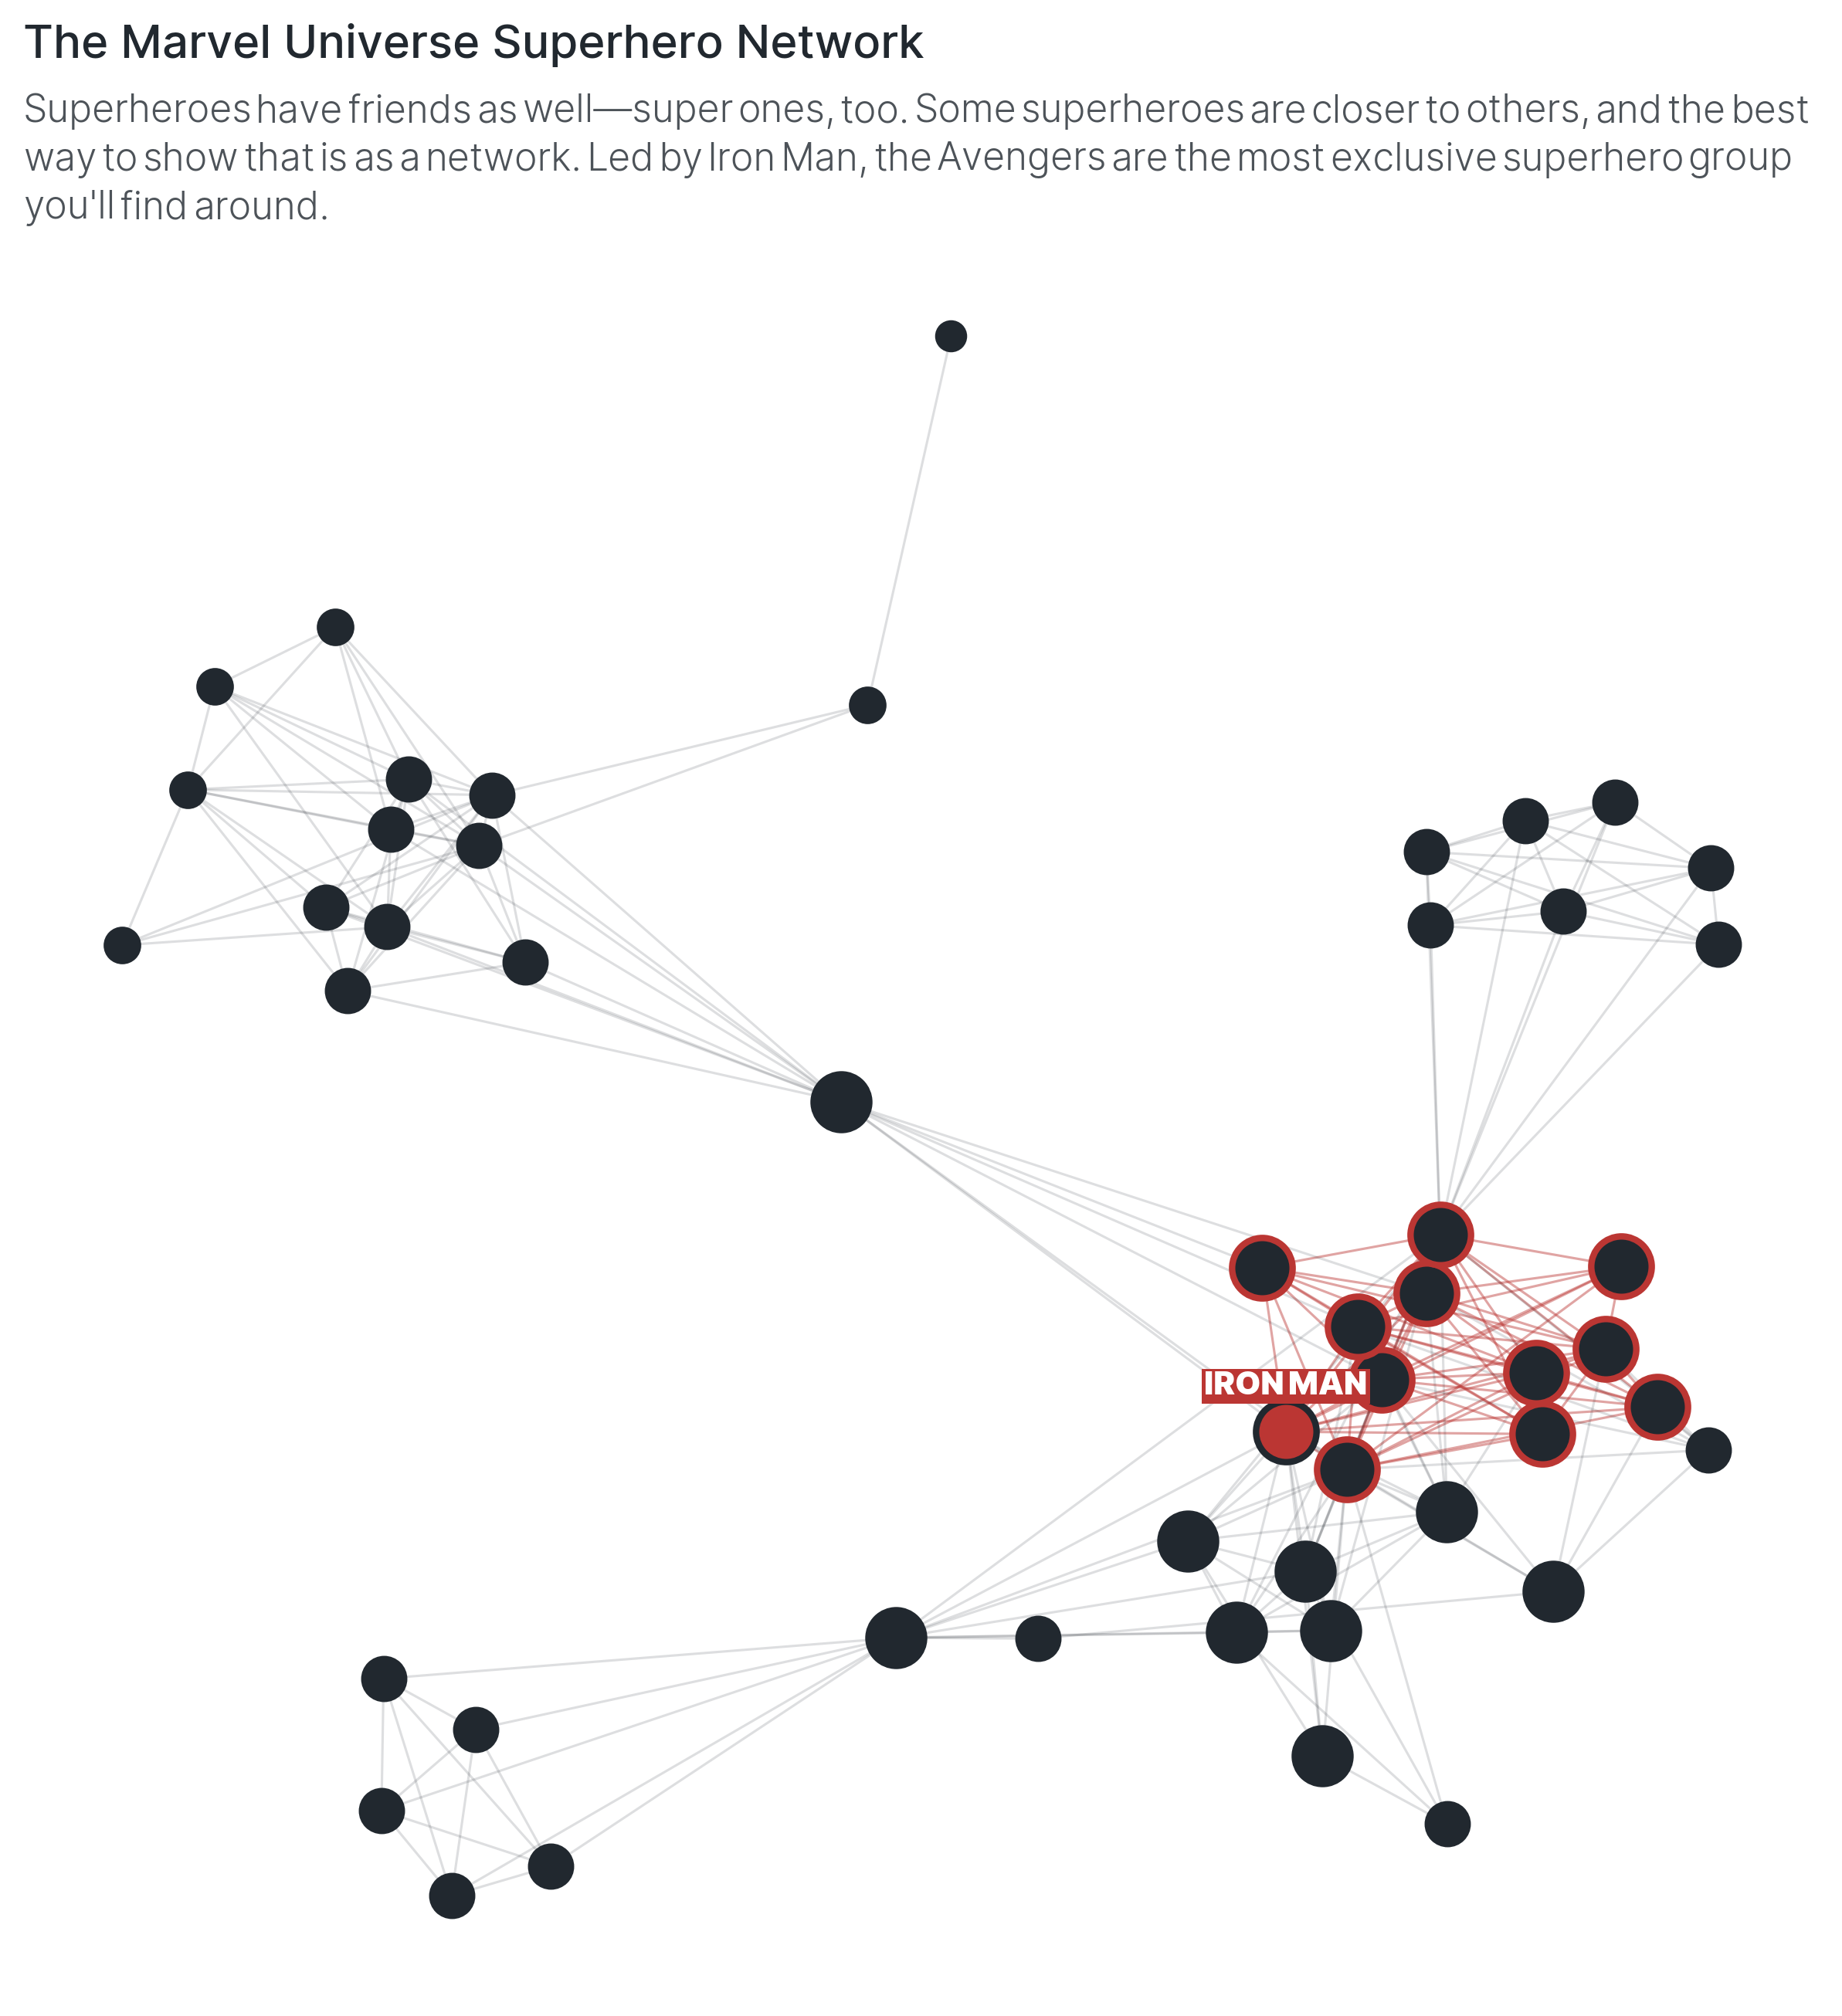 The Marvel Universe Superhero Network
Superheroes have friends as well—super ones, too. Some superheroes are closer to others, and the best
way to show that is as a network. Led by Iron Man, the Avengers are the most exclusive superhero group
you'll find around.
IRON MAN